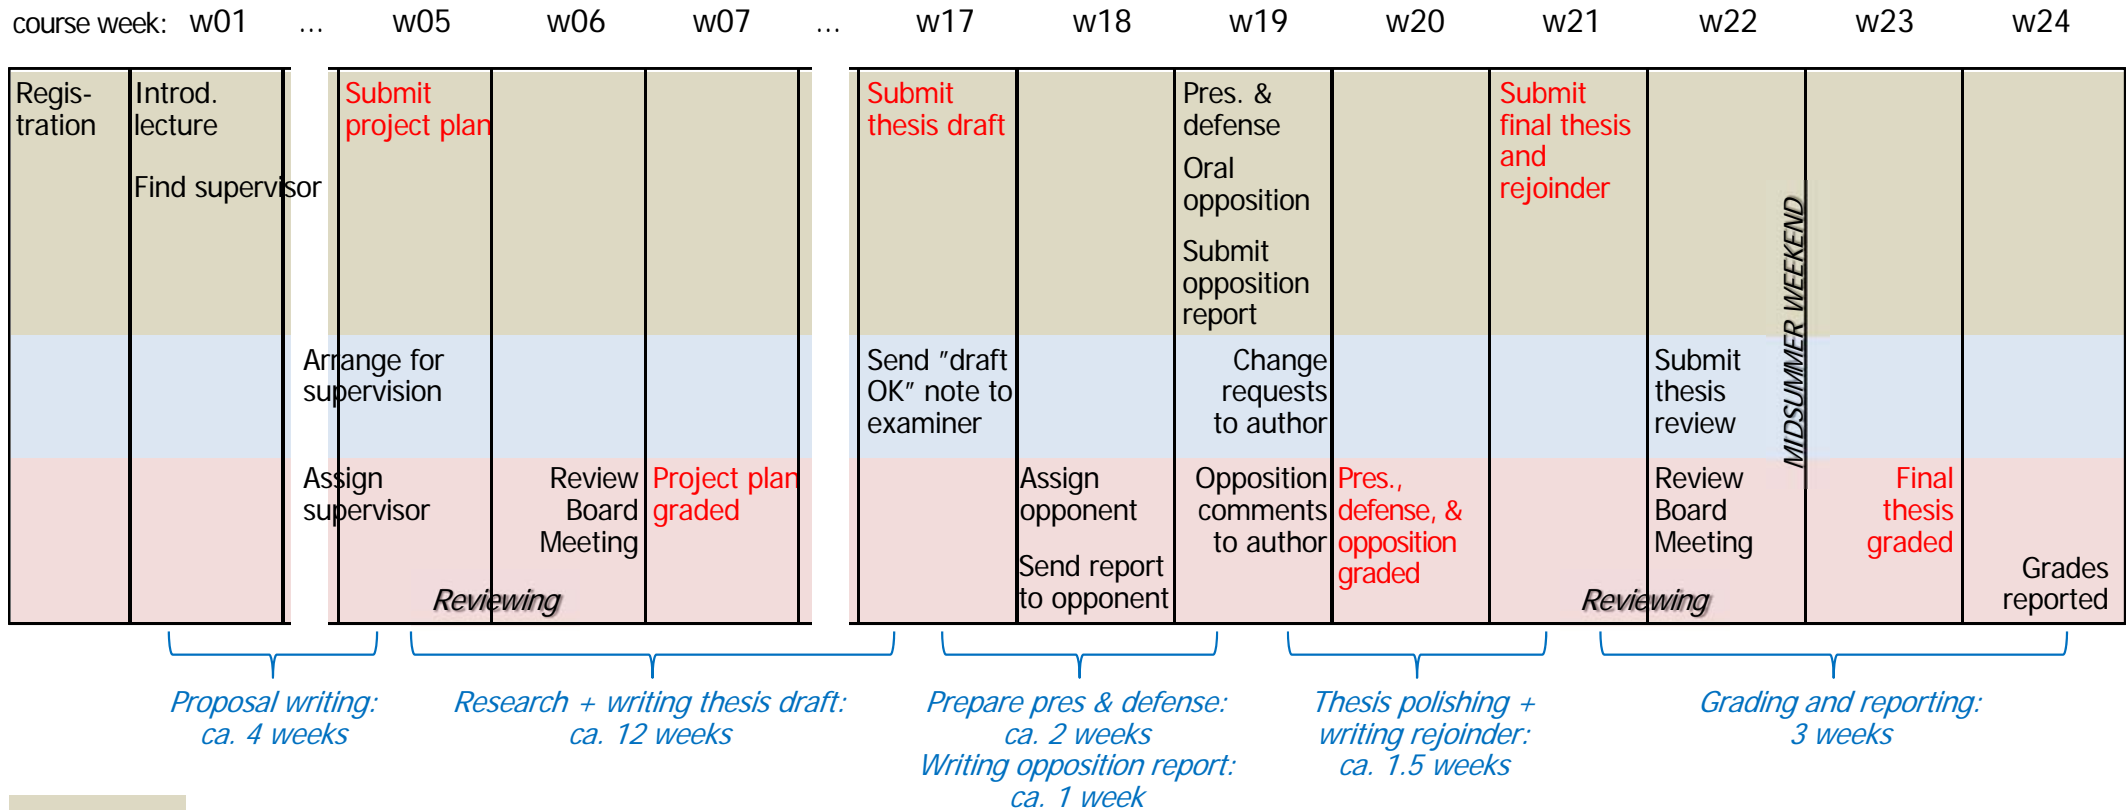 course week: w01 ... w05 w06 w07 ... w17 w18 w19 w20 w21 w22 w23 w24
Regis-
tration
Introd.
lecture
Find supervisor
Submit
project plan
Submit
thesis draft
Pres. &
defense
Oral
opposition
Submit
opposition
report
Submit
final thesis
and
rejoinder
MIDSUMMER WEEKEND
Arrange for
supervision
Send "draft
OK" note to
examiner
Change
requests
to author
Submit
thesis
review
Assign
supervisor
Review
Board
Meeting
Project plan
graded
Reviewing
Assign
opponent
Send report
to opponent
Opposition
comments
to author
Pres.,
defense, &
opposition
graded
Review
Board
Meeting
Reviewing
Final
thesis
graded
Grades
reported
Proposal writing:
ca. 4 weeks
Research + writing thesis draft:
ca. 12 weeks
Prepare pres & defense:
ca. 2 weeks
Writing opposition report:
ca. 1 week
Thesis polishing +
writing rejoinder:
ca. 1.5 weeks
Grading and reporting:
3 weeks